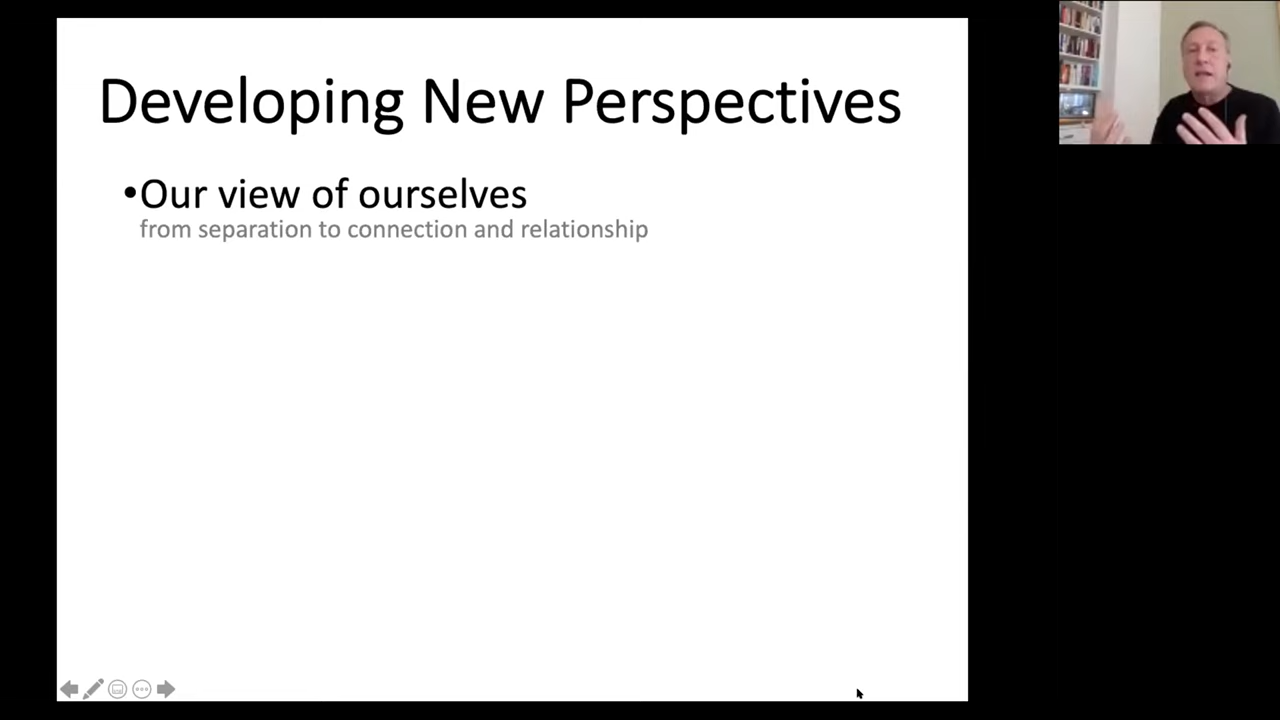 Developing New Perspectives
•Our view of ourselves
from separation to connection and relationship